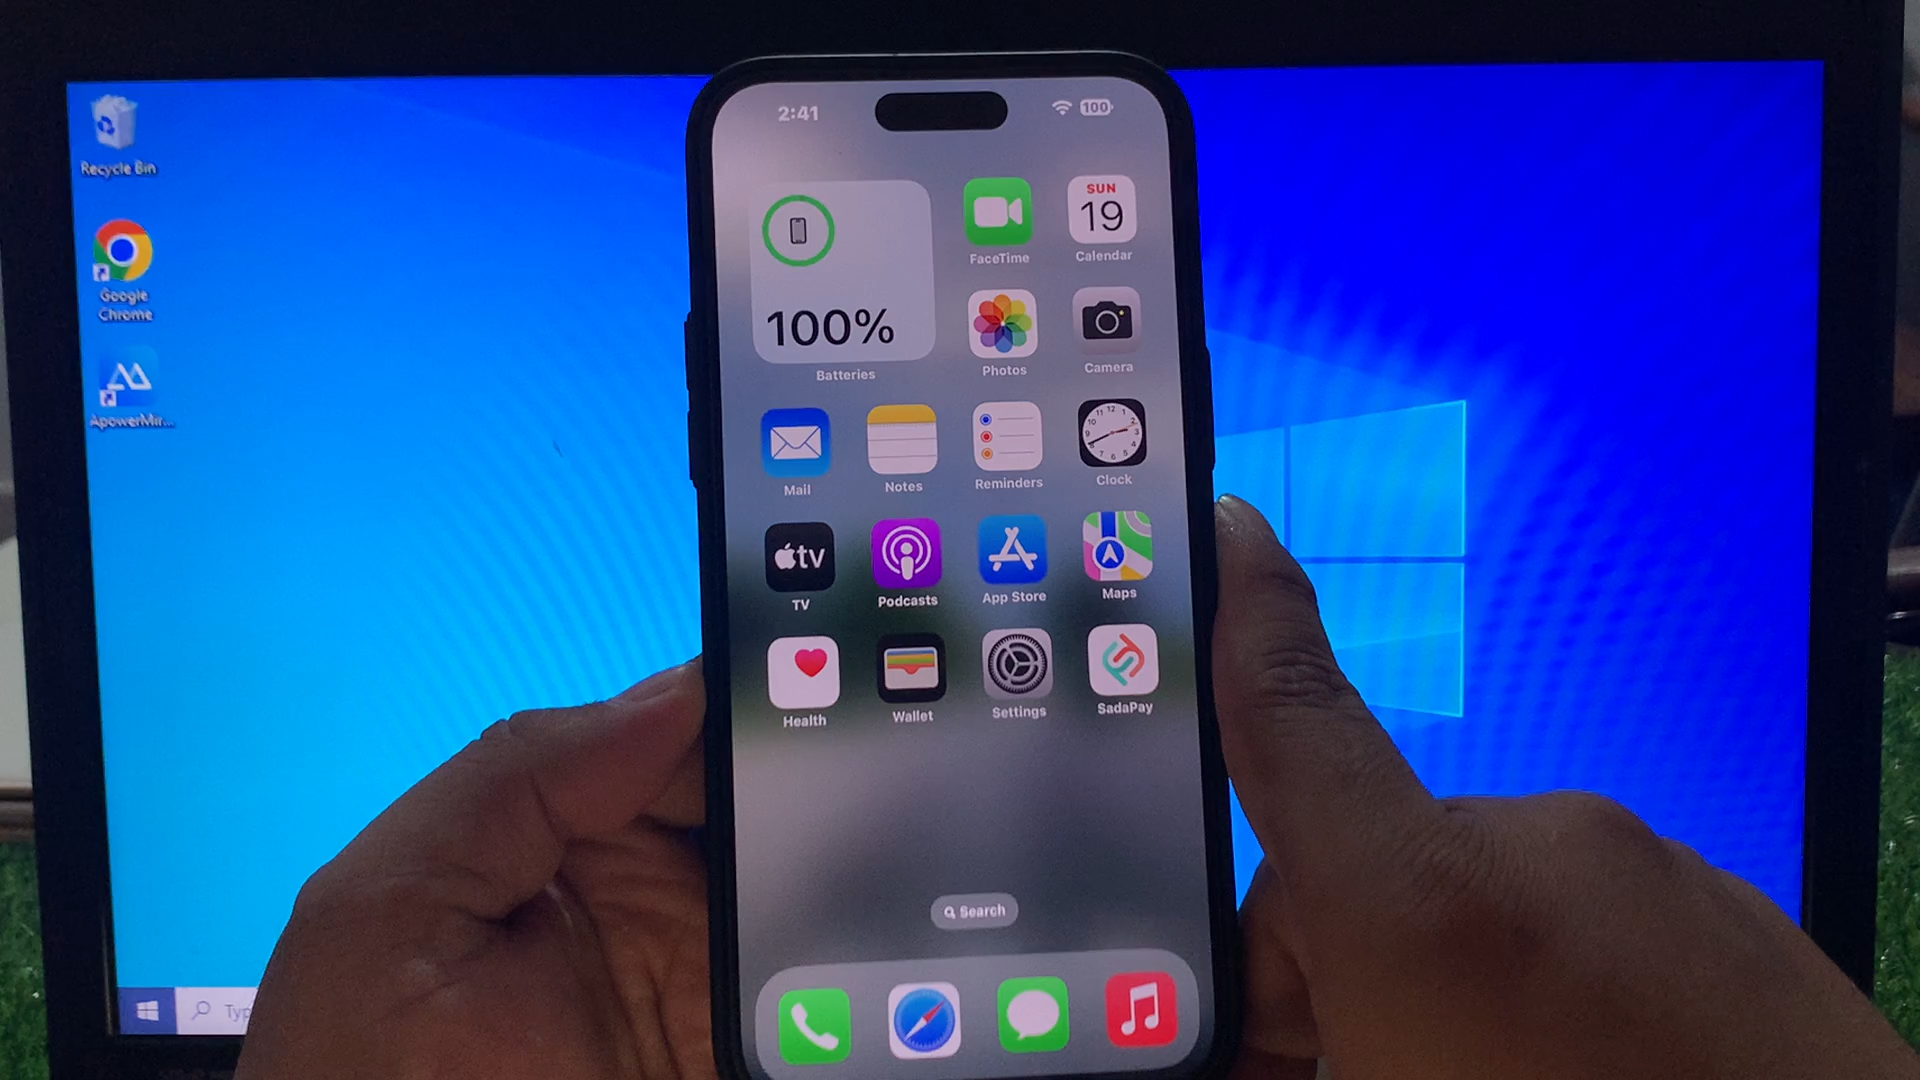 Recycle Bin
Google
Chrome
ApowerMir...
Typ
2:41
100
100%
Batteries
FaceTime
SUN
19
Calendar
Photos
Camera
Mail
Notes
Reminders
Clock
tv
TV
Podcasts
App Store
Maps
Health
Wallet
Settings
SadaPay
Search